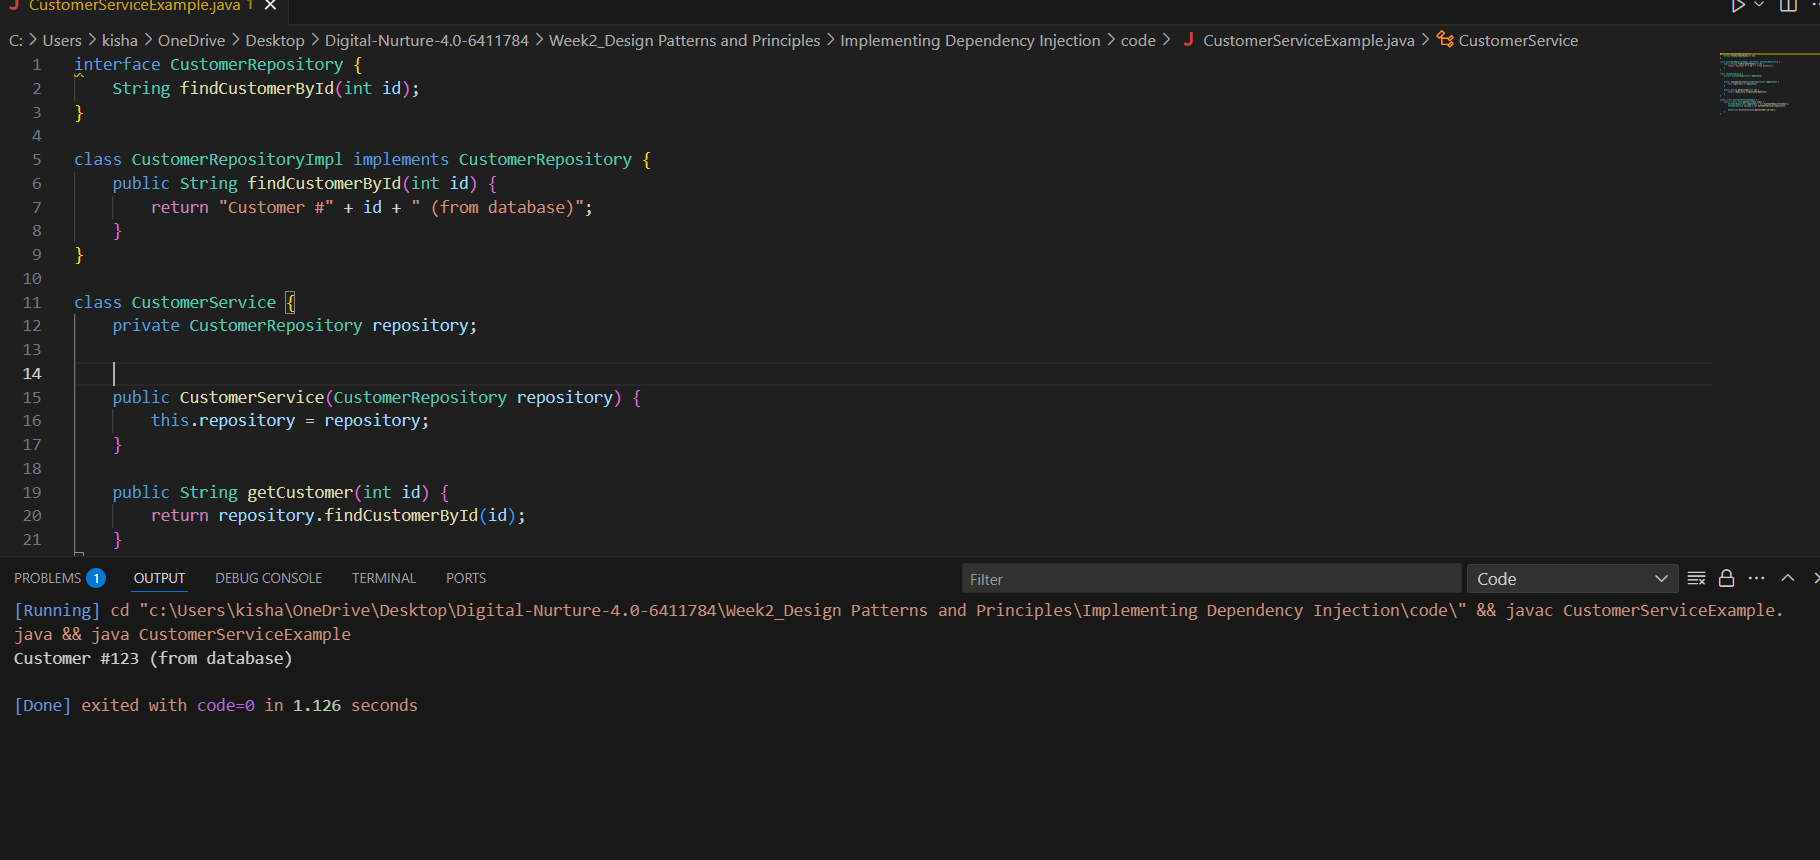 J CustomerServiceExample.java 1 ×
C: > Users > kisha > OneDrive > Desktop > Digital-Nurture-4.0-6411784 > Week2_Design Patterns and Principles > Implementing Dependency Injection > code > J CustomerServiceExample.java > CustomerService
1 interface CustomerRepository {
2     String findCustomerById(int id);
3 }
4
5 class CustomerRepositoryImpl implements CustomerRepository {
6     public String findCustomerById(int id) {
7         return "Customer #" + id + " (from database)";
8     }
9 }
10
11 class CustomerService {
12     private CustomerRepository repository;
13
14
15     public CustomerService(CustomerRepository repository) {
16         this.repository = repository;
17     }
18
19     public String getCustomer(int id) {
20         return repository.findCustomerById(id);
21     }
PROBLEMS 1 OUTPUT DEBUG CONSOLE TERMINAL PORTS Filter Code
[Running] cd "c:\Users\kisha\OneDrive\Desktop\Digital-Nurture-4.0-6411784\Week2_Design Patterns and Principles\Implementing Dependency Injection\code\" && javac CustomerServiceExample.
java && java CustomerServiceExample
Customer #123 (from database)
[Done] exited with code=0 in 1.126 seconds